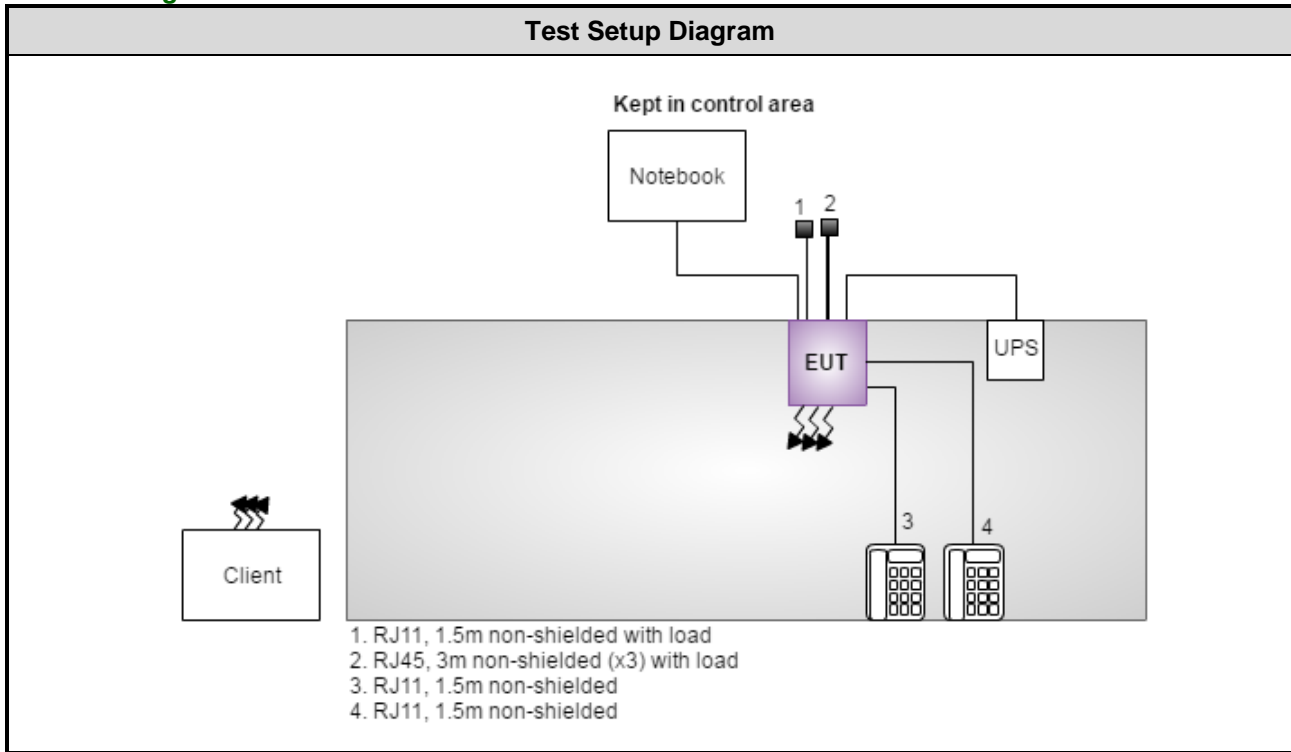 Test Setup Diagram
Kept in control area
Notebook
1 2
EUT
UPS
3
4
Client
1. RJ11, 1.5m non-shielded with load
2. RJ45, 3m non-shielded (x3) with load
3. RJ11, 1.5m non-shielded
4. RJ11, 1.5m non-shielded